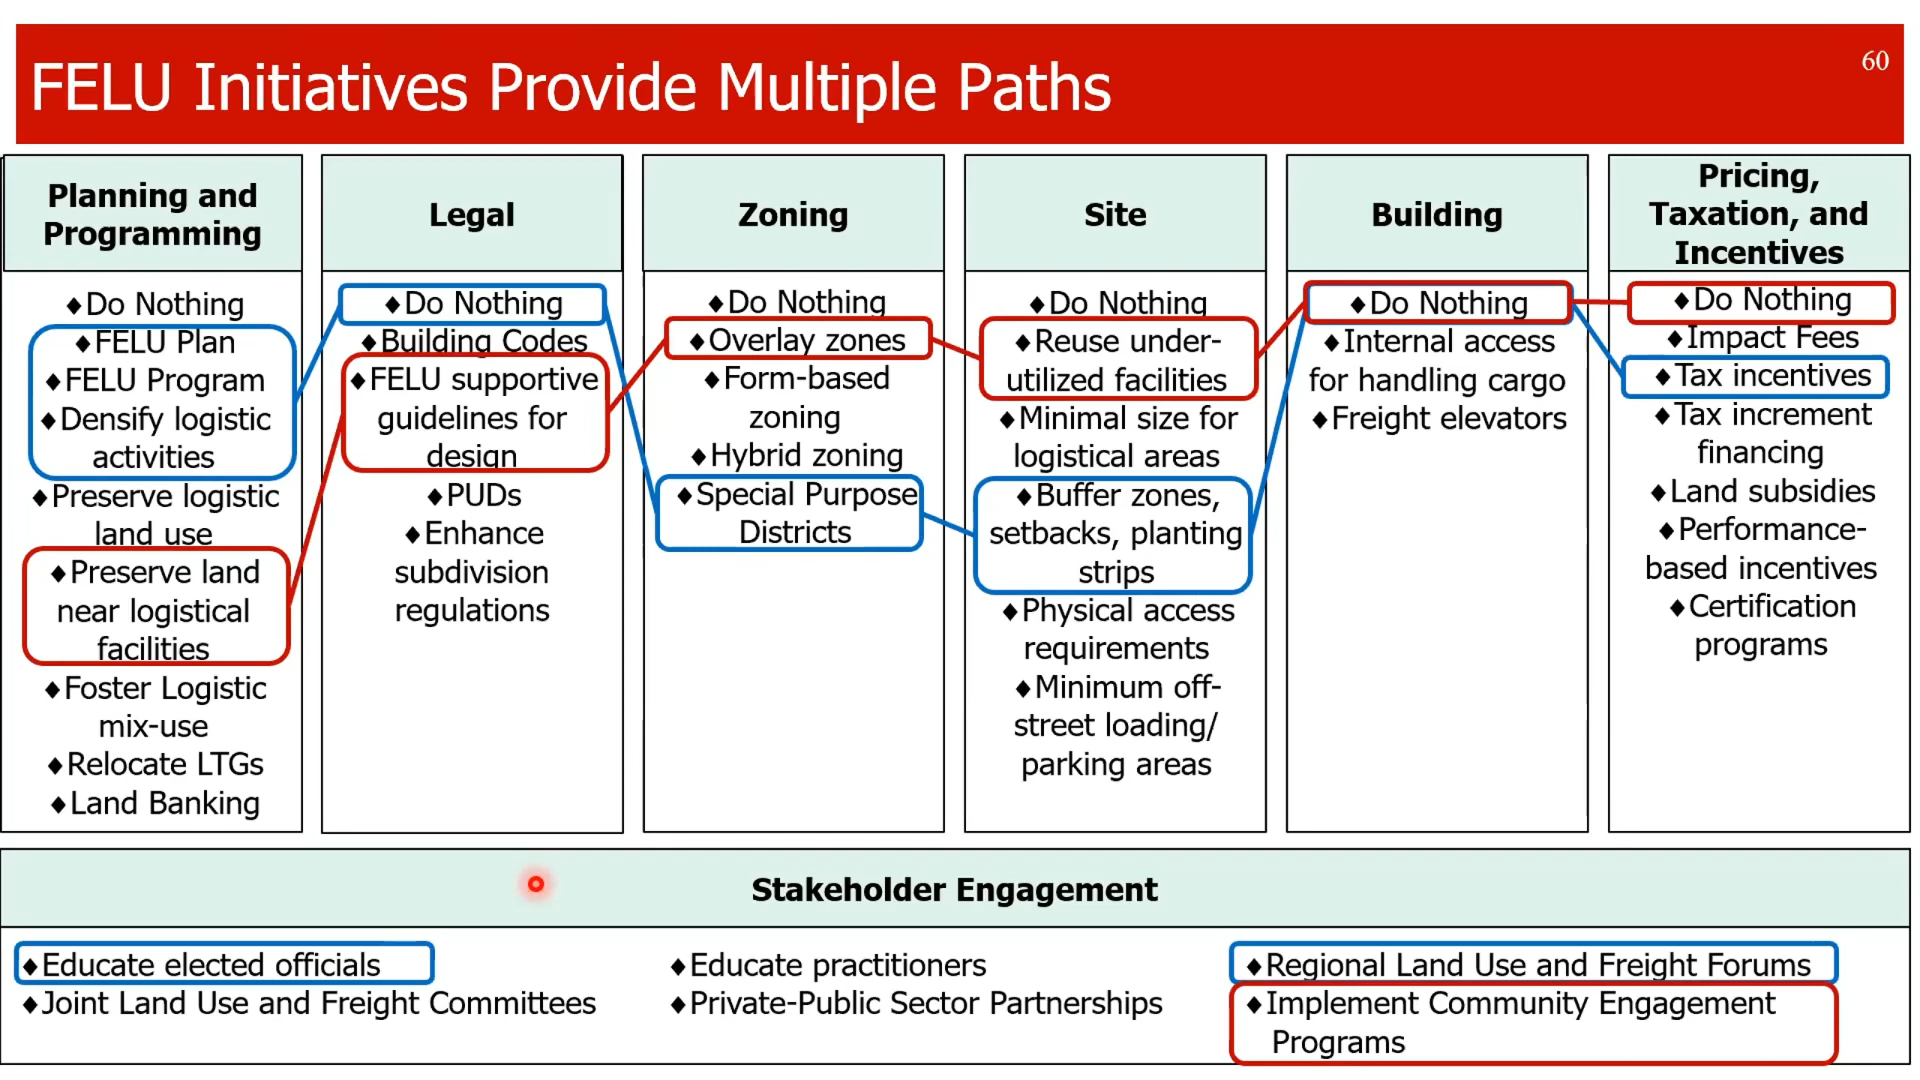 60
FELU Initiatives Provide Multiple Paths
Planning and
Programming
♦Do Nothing
♦FELU Plan
♦FELU Program
♦Densify logistic
activities
♦Preserve logistic
land use
♦Preserve land
near logistical
facilities
♦Foster Logistic
mix-use
♦Relocate LTGs
♦Land Banking
Legal
♦Do Nothing
♦Building Codes
♦FELU supportive
guidelines for
design
♦PUDs
♦Enhance
subdivision
regulations
Zoning
♦Do Nothing
♦Overlay zones
♦Form-based
zoning
♦Hybrid zoning
♦Special Purpose
Districts
Site
♦Do Nothing
♦Reuse under-
utilized facilities
♦Minimal size for
logistical areas
♦Buffer zones,
setbacks, planting
strips
♦Physical access
requirements
♦Minimum off-
street loading/
parking areas
Building
♦Do Nothing
♦Internal access
for handling cargo
♦Freight elevators
Pricing,
Taxation, and
Incentives
♦Do Nothing
♦Impact Fees
♦Tax incentives
♦Tax increment
financing
♦Land subsidies
♦Performance-
based incentives
♦Certification
programs
Stakeholder Engagement
♦Educate elected officials
♦Joint Land Use and Freight Committees
♦Educate practitioners
♦Private-Public Sector Partnerships
♦Regional Land Use and Freight Forums
♦Implement Community Engagement
Programs